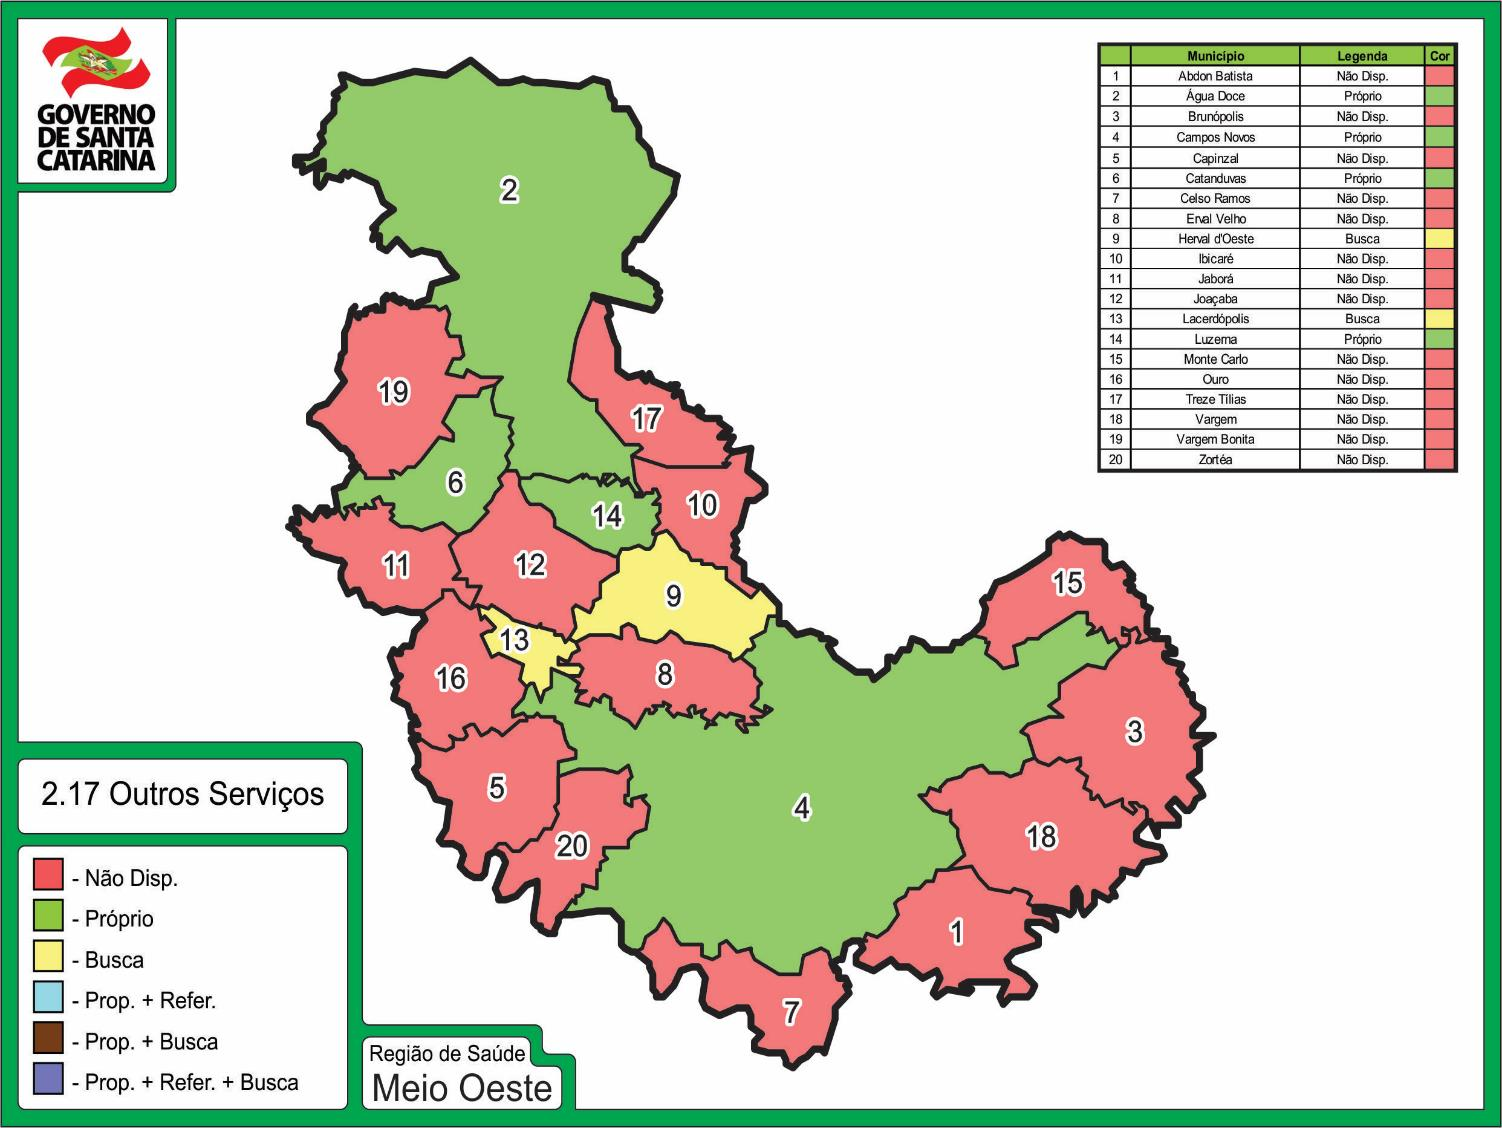 GOVERNO
DE SANTA
CATARINA
Município Legenda Cor
1 Abdon Batista Não Disp.
2 Água Doce Próprio
3 Brunópolis Não Disp.
4 Campos Novos Próprio
5 Capinzal Não Disp.
6 Catanduvas Próprio
7 Celso Ramos Não Disp.
8 Erval Velho Não Disp.
9 Herval d'Oeste Busca
10 Ibicaré Não Disp.
11 Jaborá Não Disp.
12 Joaçaba Não Disp.
13 Lacerdópolis Busca
14 Luzerna Próprio
15 Monte Carlo Não Disp.
16 Ouro Não Disp.
17 Treze Tílias Não Disp.
18 Vargem Não Disp.
19 Vargem Bonita Não Disp.
20 Zortéa Não Disp.
2
19
17
6
14
10
11
12
9
15
13
16
8
3
5
4
20
18
1
7
2.17 Outros Serviços
- Não Disp.
- Próprio
- Busca
- Prop. + Refer.
- Prop. + Busca
- Prop. + Refer. + Busca
Região de Saúde
Meio Oeste